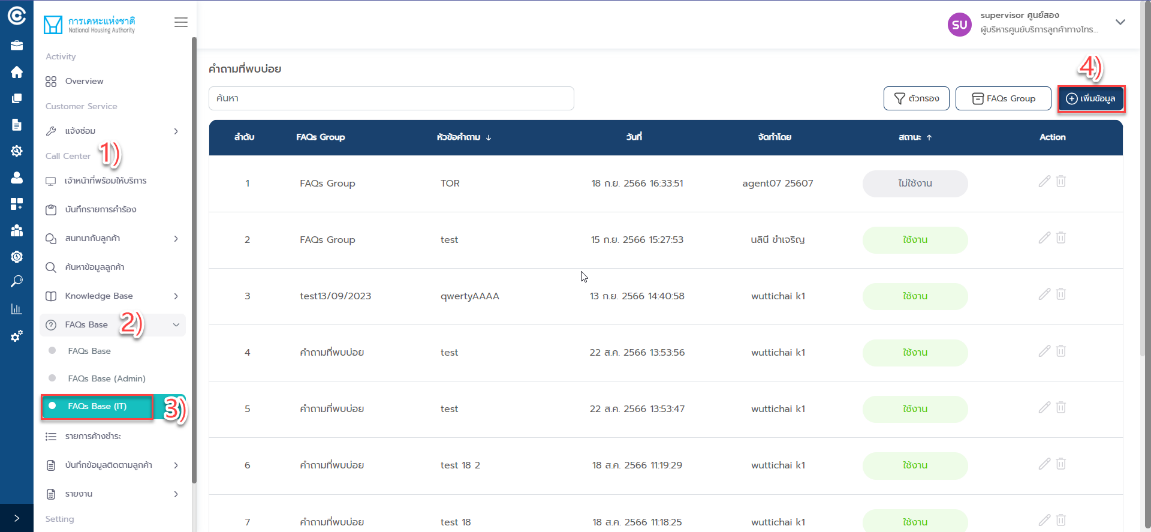 การเคหะแห่งชาติ
National Housing Authority
Activity
Overview
Customer Service
แจ้งซ่อม
Call Center 1)
เจ้าหน้าที่พร้อมให้บริการ
บันทึกรายการคำร้อง
สนทนากับลูกค้า
ค้นหาข้อมูลลูกค้า
Knowledge Base
FAQs Base 2)
FAQs Base
FAQs Base (Admin)
FAQs Base (IT) 3)
รายการค้างชำระ
บันทึกข้อมูลติดตามลูกค้า
รายงาน
Setting
SU
supervisor ศูนย์สอง
ผู้บริหารศูนย์บริการลูกค้าทางโทร...
คำถามที่พบบ่อย
4)
ค้นหา
ตัวกรอง
FAQs Group
เพิ่มข้อมูล
ลำดับ FAQs Group หัวข้อคำถาม ↓ วันที่ จัดทำโดย สถานะ ↑ Action
1 FAQs Group TOR 18 ก.ย. 2566 16:33:51 agent07 25607 ไม่ใช้งาน
2 FAQs Group test 15 ก.ย. 2566 15:27:53 นลินี ขำเจริญ ใช้งาน
3 test13/09/2023 qwertyAAAA 13 ก.ย. 2566 14:40:58 wuttichai k1 ใช้งาน
4 คำถามที่พบบ่อย test 22 ส.ค. 2566 13:53:56 wuttichai k1 ใช้งาน
5 คำถามที่พบบ่อย test 22 ส.ค. 2566 13:53:47 wuttichai k1 ใช้งาน
6 คำถามที่พบบ่อย test 18 2 18 ส.ค. 2566 11:19:29 wuttichai k1 ใช้งาน
7 คำถามที่พบบ่อย test 18 18 ส.ค. 2566 11:18:25 wuttichai k1 ใช้งาน